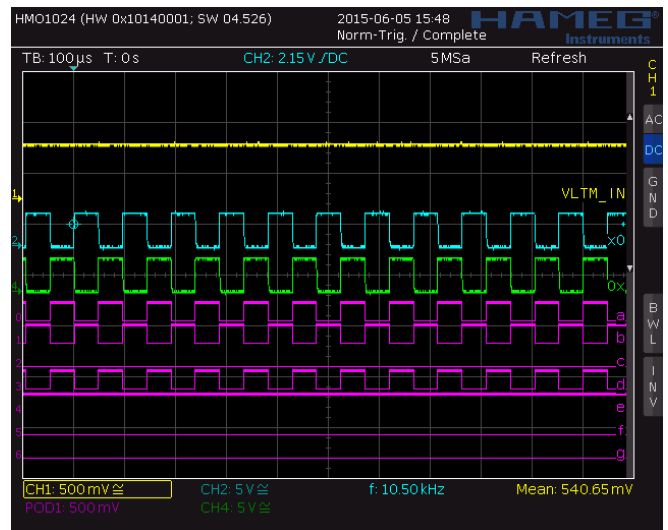 HMO1024 (HW 0x10140001; SW 04.526)
2015-06-05 15:48
Norm-Trig. / Complete
HAMEG®
Instruments
TB: 100µs T: 0s CH2: 2.15 V DC 5MSa Refresh
CH1
AC
DC
GND
BWL
INV
VLTM_IN
X0
0X
a
b
c
d
e
f
g
1
2
4
0
1
2
3
4
5
6
CH1: 500mV≅ CH2: 5V≅ f: 10.50kHz Mean: 540.65mV
POD1: 500mV CH4: 5V≅